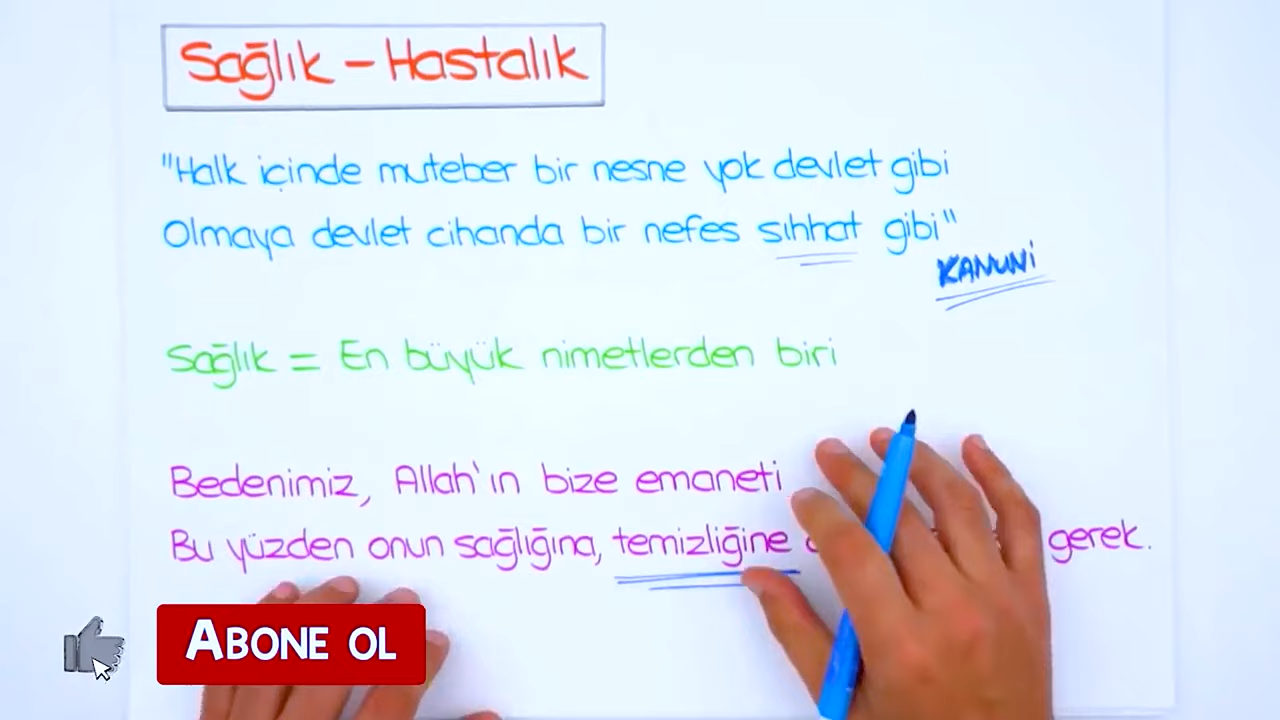 Sağlık - Hastalık
"Halk içinde muteber bir nesne yok devlet gibi
Olmaya devlet cihanda bir nefes sıhhat gibi"
KANUNİ
Sağlık = En büyük nimetlerden biri
Bedenimiz, Allah'ın bize emaneti
Bu yüzden onun sağlığına, temizliğine gerek.
ABONE OL